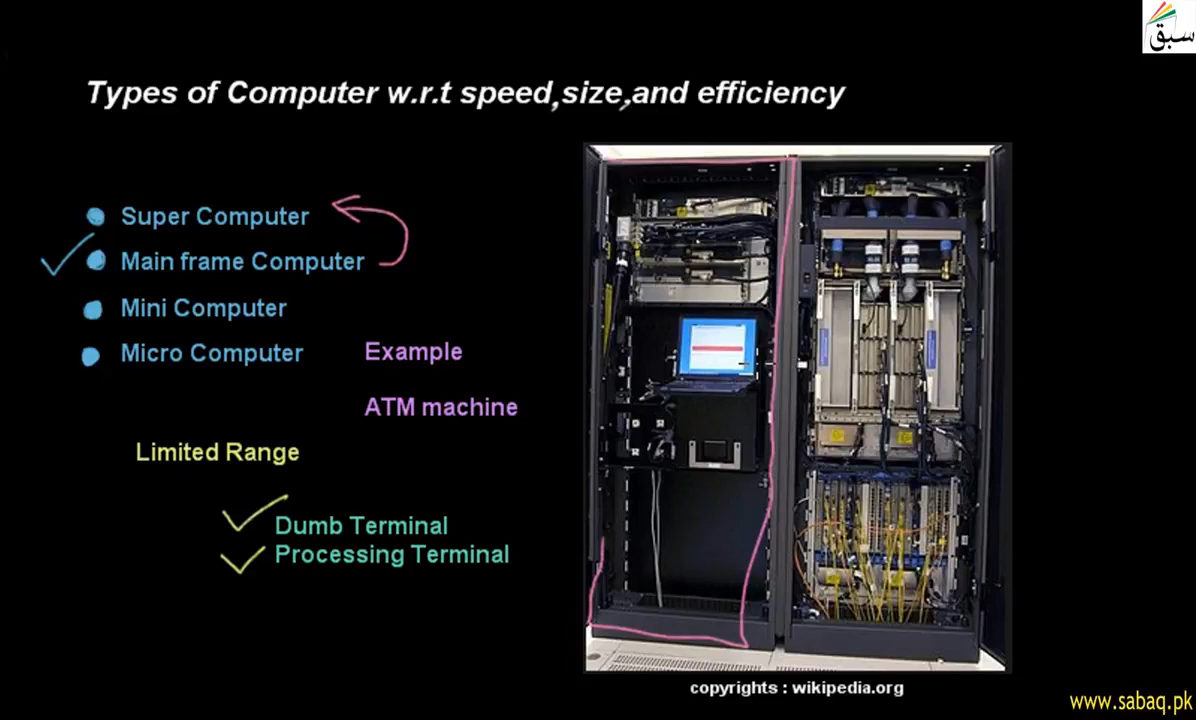 سبق
Types of Computer w.r.t speed,size,and efficiency
Super Computer
Main frame Computer
Mini Computer
Micro Computer
Example
ATM machine
Limited Range
Dumb Terminal
Processing Terminal
copyrights : wikipedia.org
www.sabaq.pk